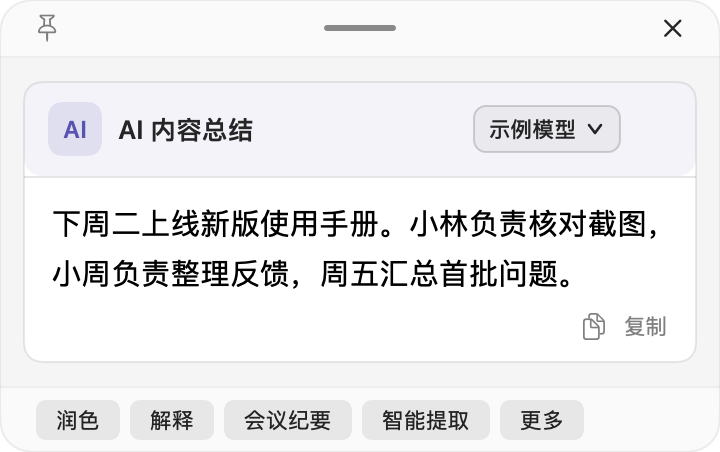 AI AI 内容总结 示例模型
下周二上线新版使用手册。小林负责核对截图，
小周负责整理反馈，周五汇总首批问题。
复制
润色 解释 会议纪要 智能提取 更多